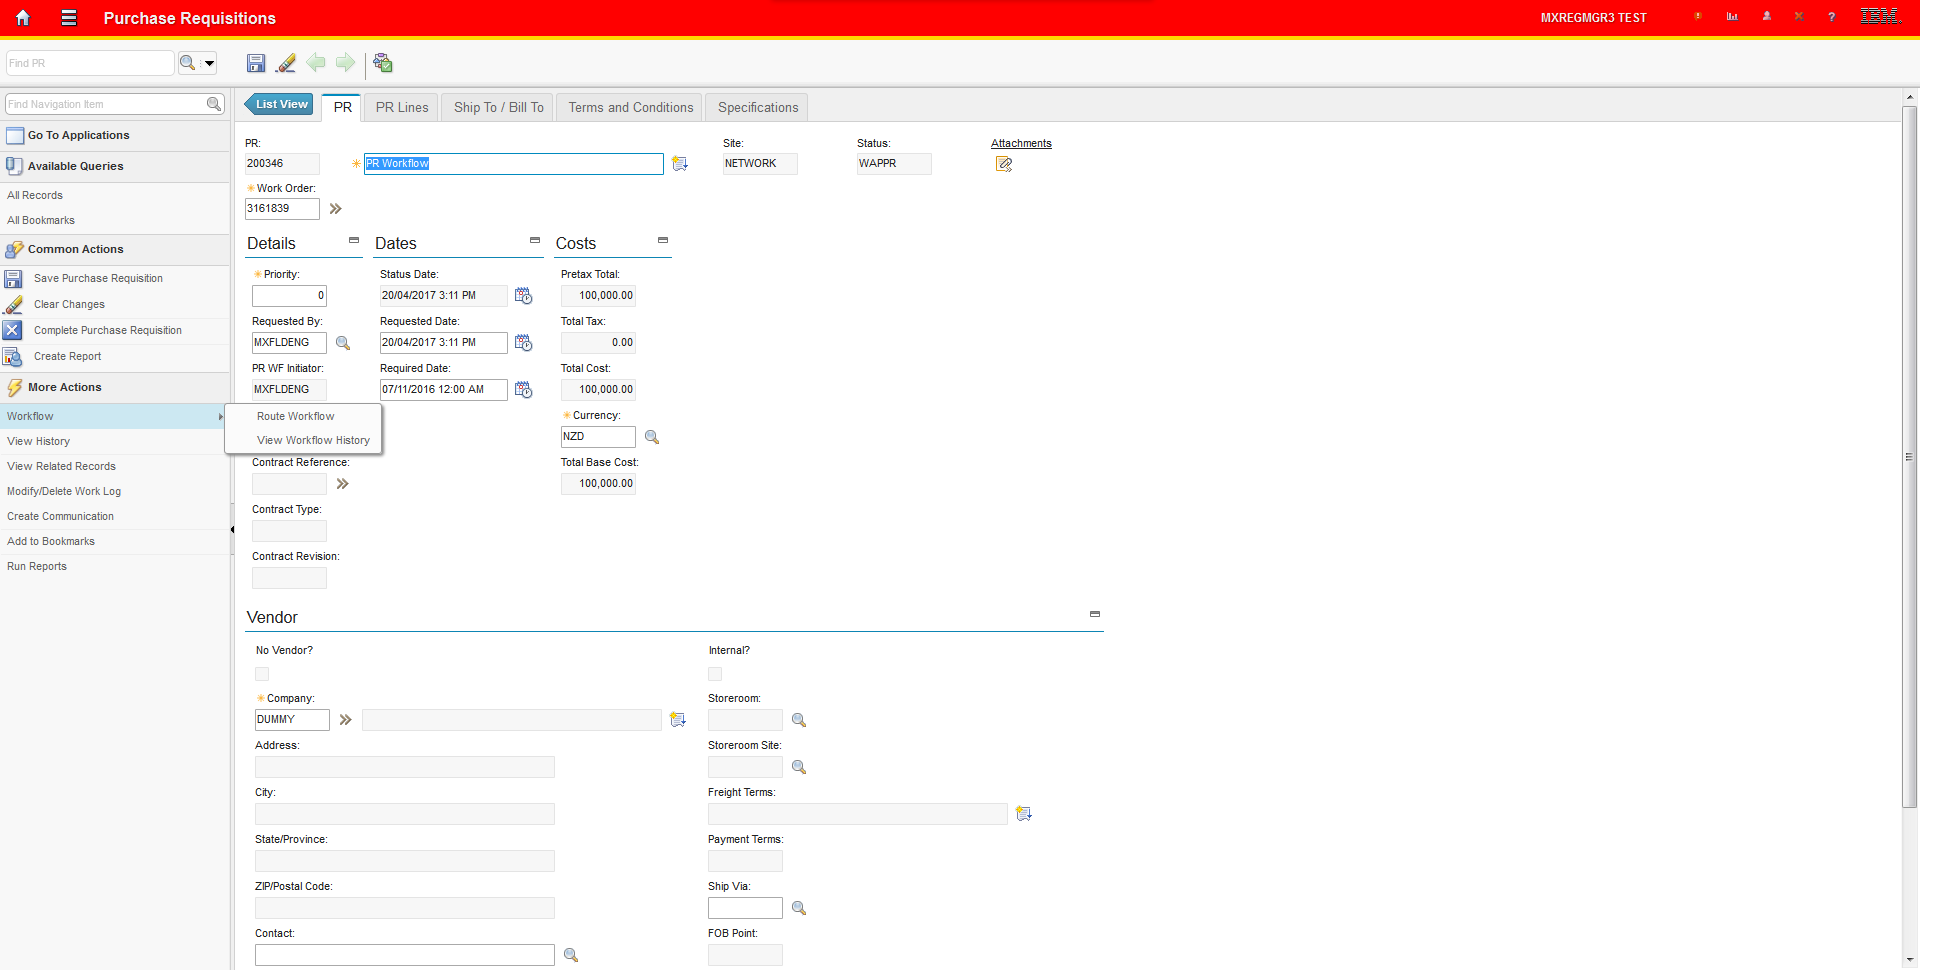 Purchase Requisitions
MXREGMGR3 TEST
?
IBM.
Find PR
Find Navigation Item
List View
PR
PR Lines
Ship To / Bill To
Terms and Conditions
Specifications
Go To Applications
Available Queries
All Records
All Bookmarks
Common Actions
Save Purchase Requisition
Clear Changes
Complete Purchase Requisition
Create Report
More Actions
Workflow
View History
View Related Records
Modify/Delete Work Log
Create Communication
Add to Bookmarks
Run Reports
Route Workflow
View Workflow History
PR:
200346
PR Workflow
Site:
NETWORK
Status:
WAPPR
Attachments
Work Order:
3161839
Details
Priority:
0
Requested By:
MXFLDENG
PR WF Initiator:
MXFLDENG
Contract Reference:
Contract Type:
Contract Revision:
Dates
Status Date:
20/04/2017 3:11 PM
Requested Date:
20/04/2017 3:11 PM
Required Date:
07/11/2016 12:00 AM
Costs
Pretax Total:
100,000.00
Total Tax:
0.00
Total Cost:
100,000.00
Currency:
NZD
Total Base Cost:
100,000.00
Vendor
No Vendor?
Company:
DUMMY
Address:
City:
State/Province:
ZIP/Postal Code:
Contact:
Internal?
Storeroom:
Storeroom Site:
Freight Terms:
Payment Terms:
Ship Via:
FOB Point: